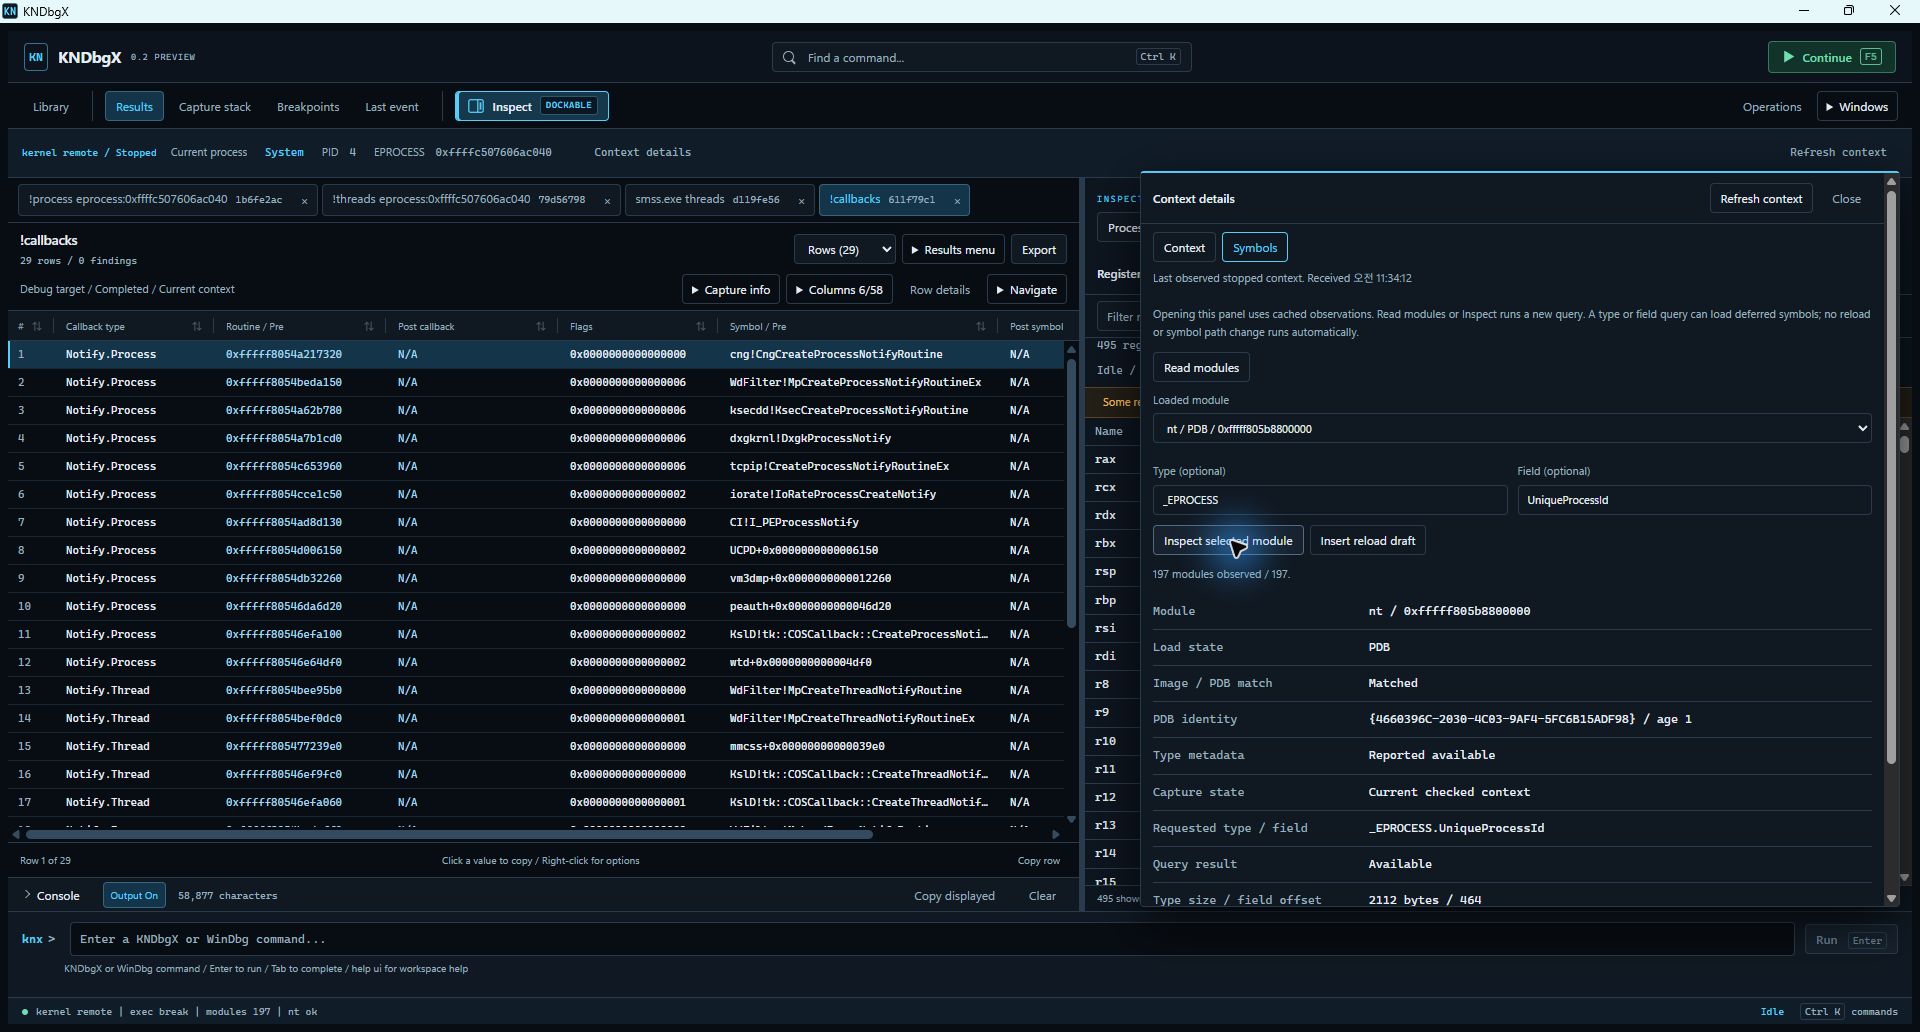 KN KNDbgX
KN KNDbgX 0.2 PREVIEW
Find a command... Ctrl K
Continue F5
Library Results Capture stack Breakpoints Last event Inspect DOCKABLE
Operations Windows
kernel remote / Stopped Current process System PID 4 EPROCESS 0xffffc507606ac040 Context details Refresh context
!process eprocess:0xffffc507606ac040 1b6fe2ac ×
!threads eprocess:0xffffc507606ac040 79d56798 ×
smss.exe threads d119fe56 ×
!callbacks 611f79c1 ×
!callbacks
29 rows / 0 findings
Rows (29) Results menu Export
Debug target / Completed / Current context
Capture info Columns 6/58 Row details Navigate
# Callback type Routine / Pre Post callback Flags Symbol / Pre Post symbol
1 Notify.Process 0xfffff8054a217320 N/A 0x0000000000000000 cng!CngCreateProcessNotifyRoutine N/A
2 Notify.Process 0xfffff8054beda150 N/A 0x0000000000000006 WdFilter!MpCreateProcessNotifyRoutineEx N/A
3 Notify.Process 0xfffff8054a62b780 N/A 0x0000000000000006 ksecdd!KsecCreateProcessNotifyRoutine N/A
4 Notify.Process 0xfffff8054a7b1cd0 N/A 0x0000000000000006 dxgkrnl!DxgkProcessNotify N/A
5 Notify.Process 0xfffff8054c653960 N/A 0x0000000000000006 tcpip!CreateProcessNotifyRoutineEx N/A
6 Notify.Process 0xfffff8054cce1c50 N/A 0x0000000000000002 iorate!IoRateProcessCreateNotify N/A
7 Notify.Process 0xfffff8054ad8d130 N/A 0x0000000000000000 CI!I_PEProcessNotify N/A
8 Notify.Process 0xfffff8054d006150 N/A 0x0000000000000002 UCPD+0x0000000000006150 N/A
9 Notify.Process 0xfffff8054db32260 N/A 0x0000000000000000 vm3dmp+0x0000000000012260 N/A
10 Notify.Process 0xfffff80546da6d20 N/A 0x0000000000000000 peauth+0x0000000000046d20 N/A
11 Notify.Process 0xfffff80546efa100 N/A 0x0000000000000002 KslD!tk::COSCallback::CreateProcessNoti… N/A
12 Notify.Process 0xfffff80546e64df0 N/A 0x0000000000000002 wtd+0x0000000000004df0 N/A
13 Notify.Thread 0xfffff8054bee95b0 N/A 0x0000000000000000 WdFilter!MpCreateThreadNotifyRoutine N/A
14 Notify.Thread 0xfffff8054bef0dc0 N/A 0x0000000000000001 WdFilter!MpCreateThreadNotifyRoutineEx N/A
15 Notify.Thread 0xfffff805477239e0 N/A 0x0000000000000000 mmcss+0x00000000000039e0 N/A
16 Notify.Thread 0xfffff80546ef9fc0 N/A 0x0000000000000000 KslD!tk::COSCallback::CreateThreadNotif… N/A
17 Notify.Thread 0xfffff80546efa060 N/A 0x0000000000000001 KslD!tk::COSCallback::CreateThreadNotif… N/A
Row 1 of 29 Click a value to copy / Right-click for options Copy row
Console Output On 58,877 characters Copy displayed Clear
INSPECT
Proces
Register
Filter r
495 reg
Idle /
Some re
Name
rax
rcx
rdx
rbx
rsp
rbp
rsi
rdi
r8
r9
r10
r11
r12
r13
r14
r15
495 show
Context details Refresh context Close
Context Symbols
Last observed stopped context. Received 오전 11:34:12
Opening this panel uses cached observations. Read modules or Inspect runs a new query. A type or field query can load deferred symbols; no reload
or symbol path change runs automatically.
Read modules
Loaded module
nt / PDB / 0xfffff805b8800000
Type (optional) Field (optional)
_EPROCESS UniqueProcessId
Inspect selected module Insert reload draft
197 modules observed / 197.
Module nt / 0xfffff805b8800000
Load state PDB
Image / PDB match Matched
PDB identity {4660396C-2030-4C03-9AF4-5FC6B15ADF98} / age 1
Type metadata Reported available
Capture state Current checked context
Requested type / field _EPROCESS.UniqueProcessId
Query result Available
Type size / field offset 2112 bytes / 464
knx > Enter a KNDbgX or WinDbg command... Run Enter
KNDbgX or WinDbg command / Enter to run / Tab to complete / help ui for workspace help
kernel remote | exec break | modules 197 | nt ok Idle Ctrl K commands